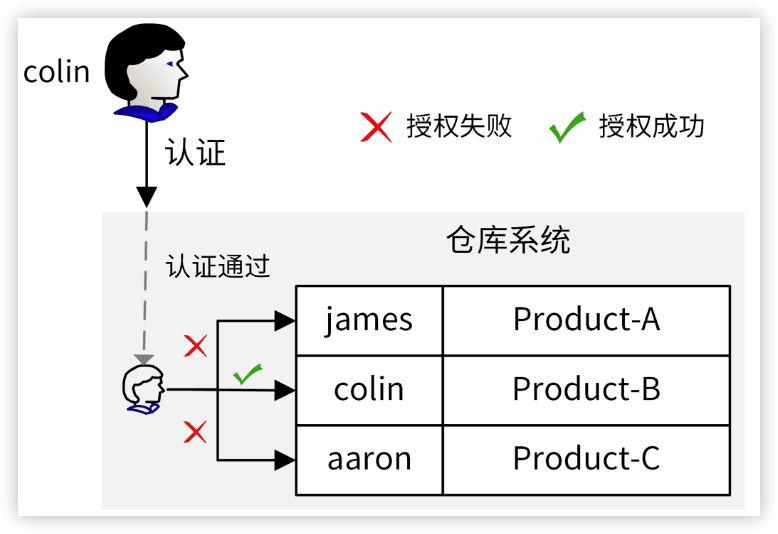 colin
认证
授权失败
授权成功
仓库系统
认证通过
james Product-A
colin Product-B
aaron Product-C